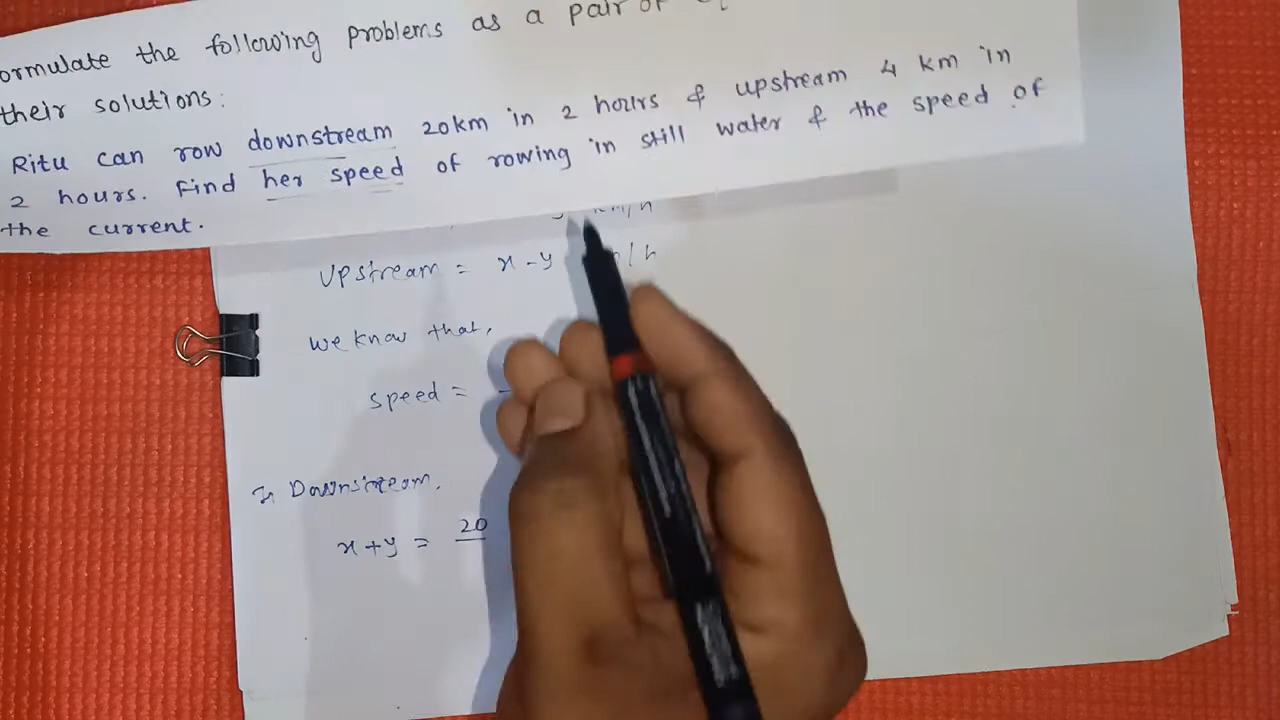 ormulate the following problems as a pair of
their solutions:
Ritu can row downstream 20km in 2 hours & upstream 4 km in
2 hours. Find her speed of rowing in still water & the speed of
the current.
km/h
Upstream = x-y /h
we know that,
speed =
In Downstream,
x+y = 20